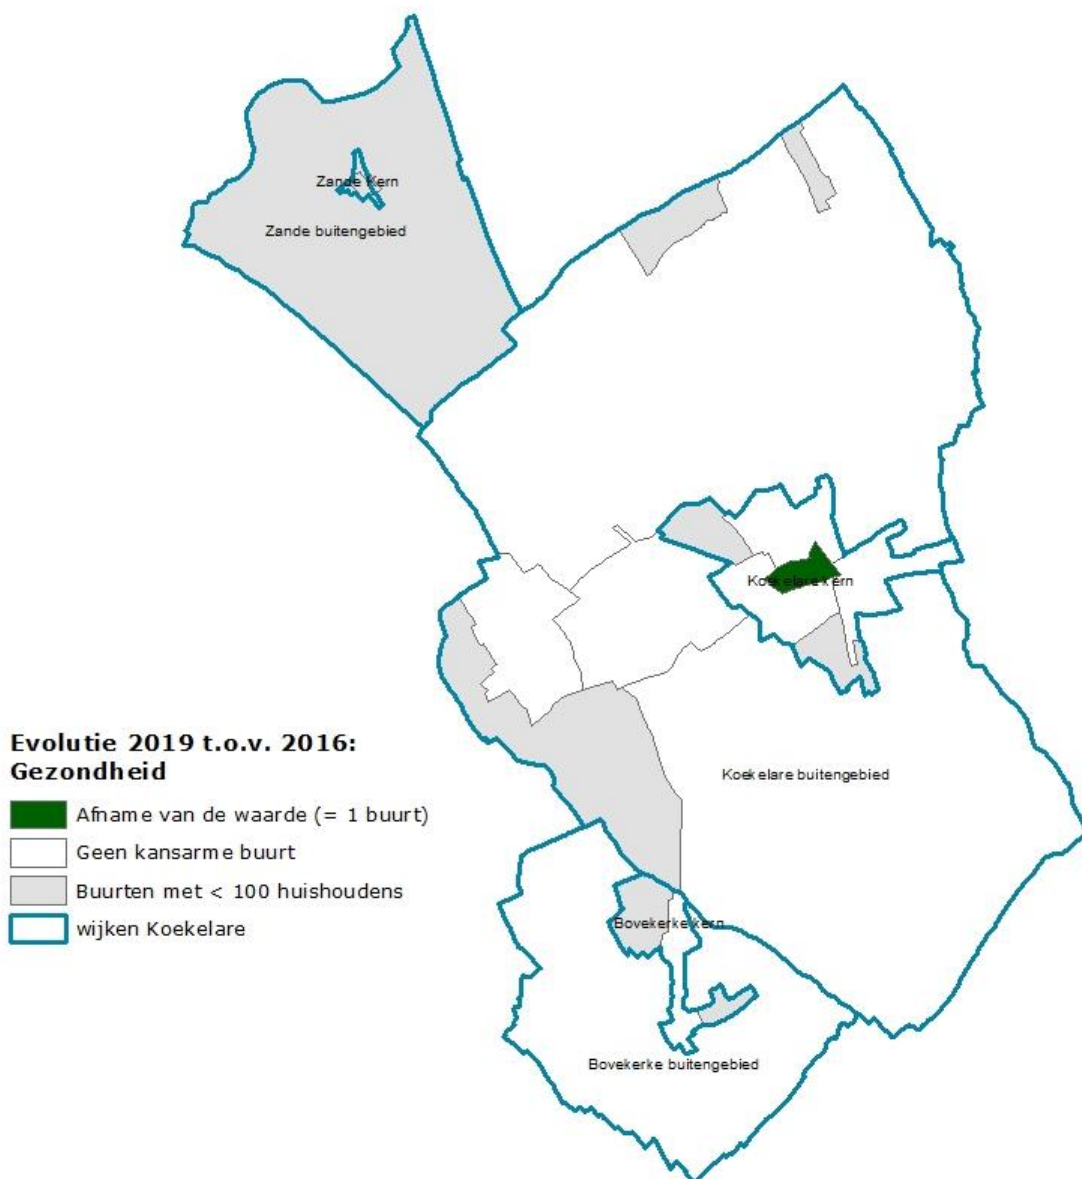 Zande Kern
Zande buitengebied
Koekelare kern
Evolutie 2019 t.o.v. 2016:
Gezondheid
Koekelare buitengebied
Afname van de waarde (= 1 buurt)
Geen kansarme buurt
Buurten met < 100 huishoudens
wijken Koekelare
Bovekerke kern
Bovekerke buitengebied